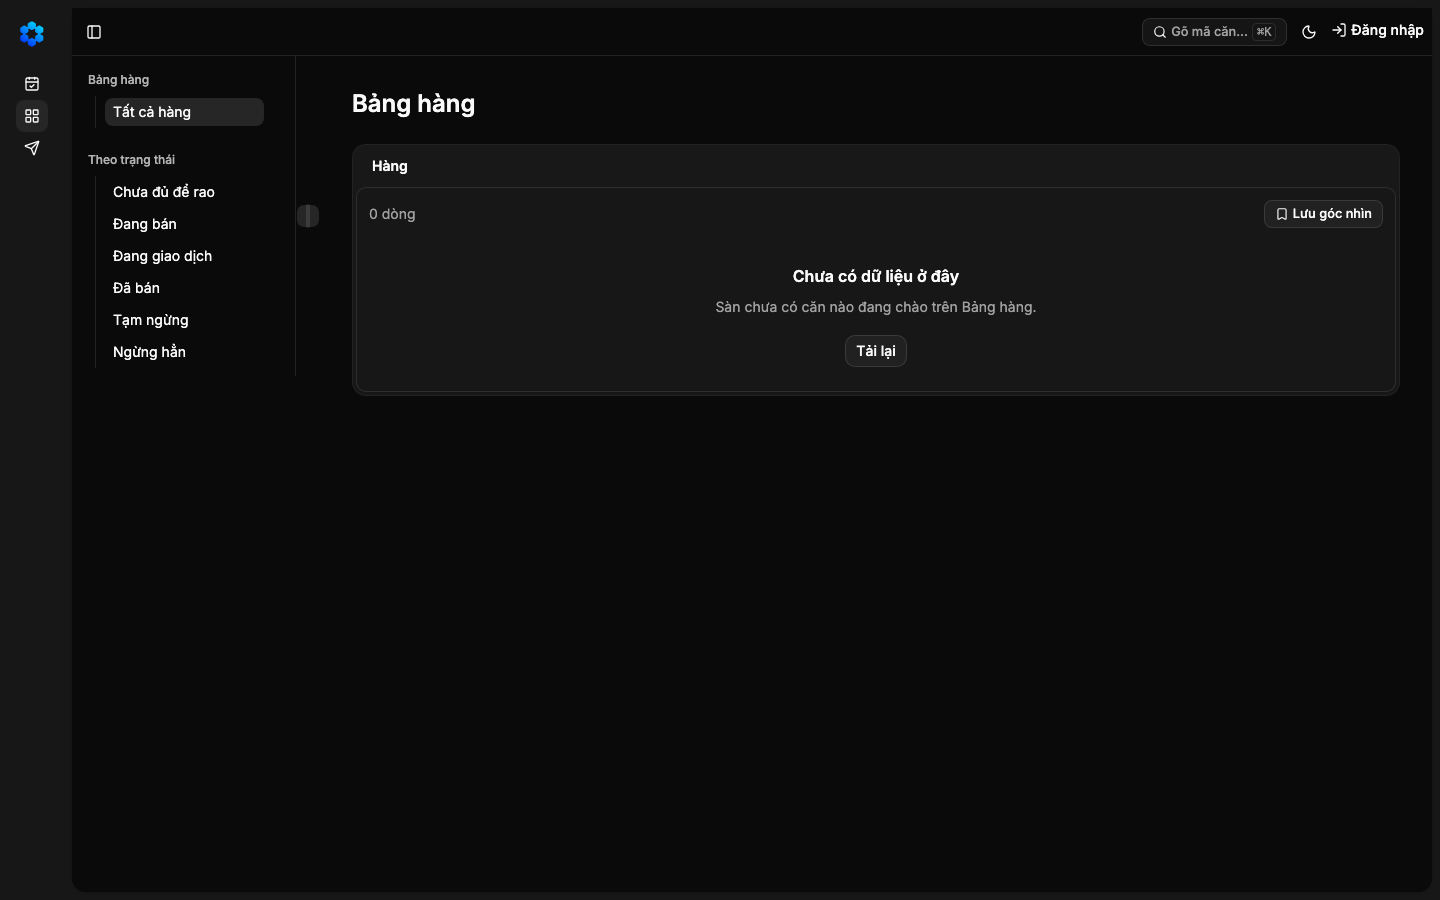 Gõ mã căn... ⌘K
Đăng nhập
Bảng hàng
Tất cả hàng
Theo trạng thái
Chưa đủ để rao
Đang bán
Đang giao dịch
Đã bán
Tạm ngừng
Ngừng hẳn
Bảng hàng
Hàng
0 dòng
Lưu góc nhìn
Chưa có dữ liệu ở đây
Sàn chưa có căn nào đang chào trên Bảng hàng.
Tải lại